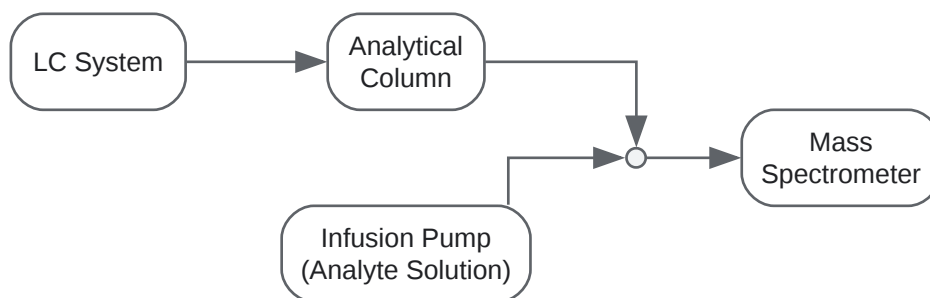 LC System
Analytical
Column
Mass
Spectrometer
Infusion Pump
(Analyte Solution)